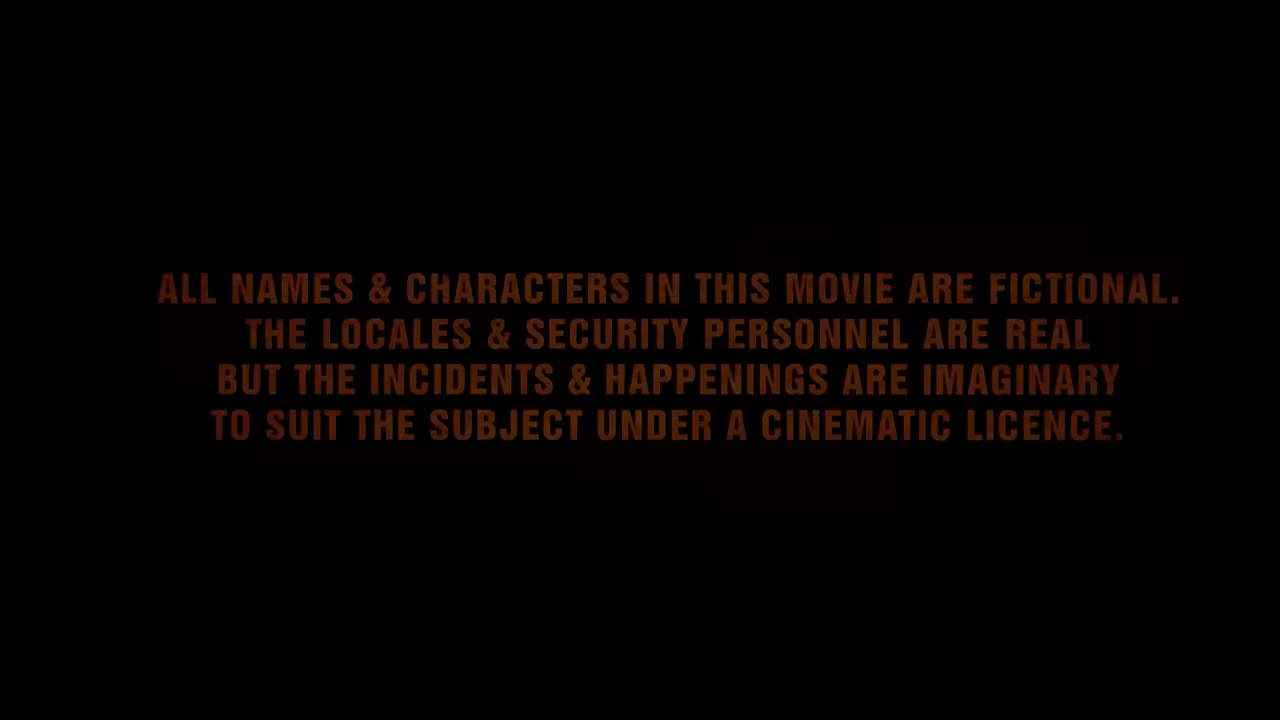 ALL NAMES & CHARACTERS IN THIS MOVIE ARE FICTIONAL.
THE LOCALES & SECURITY PERSONNEL ARE REAL
BUT THE INCIDENTS & HAPPENINGS ARE IMAGINARY
TO SUIT THE SUBJECT UNDER A CINEMATIC LICENCE.